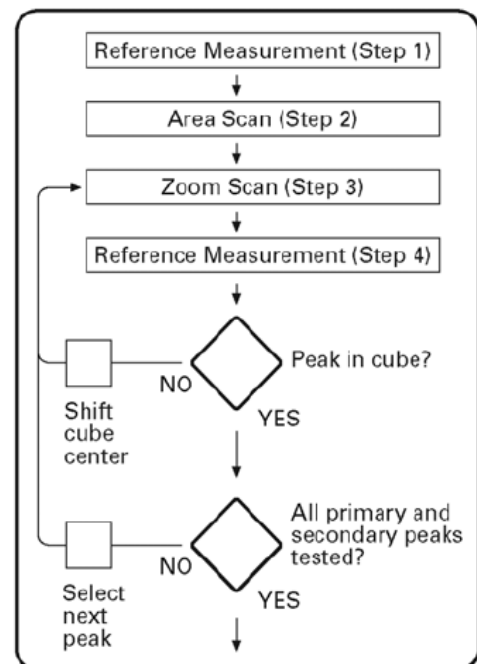 Reference Measurement (Step 1)
Area Scan (Step 2)
Zoom Scan (Step 3)
Reference Measurement (Step 4)
Peak in cube?
NO
Shift
cube
center
YES
All primary and
secondary peaks
tested?
NO
Select
next
peak
YES